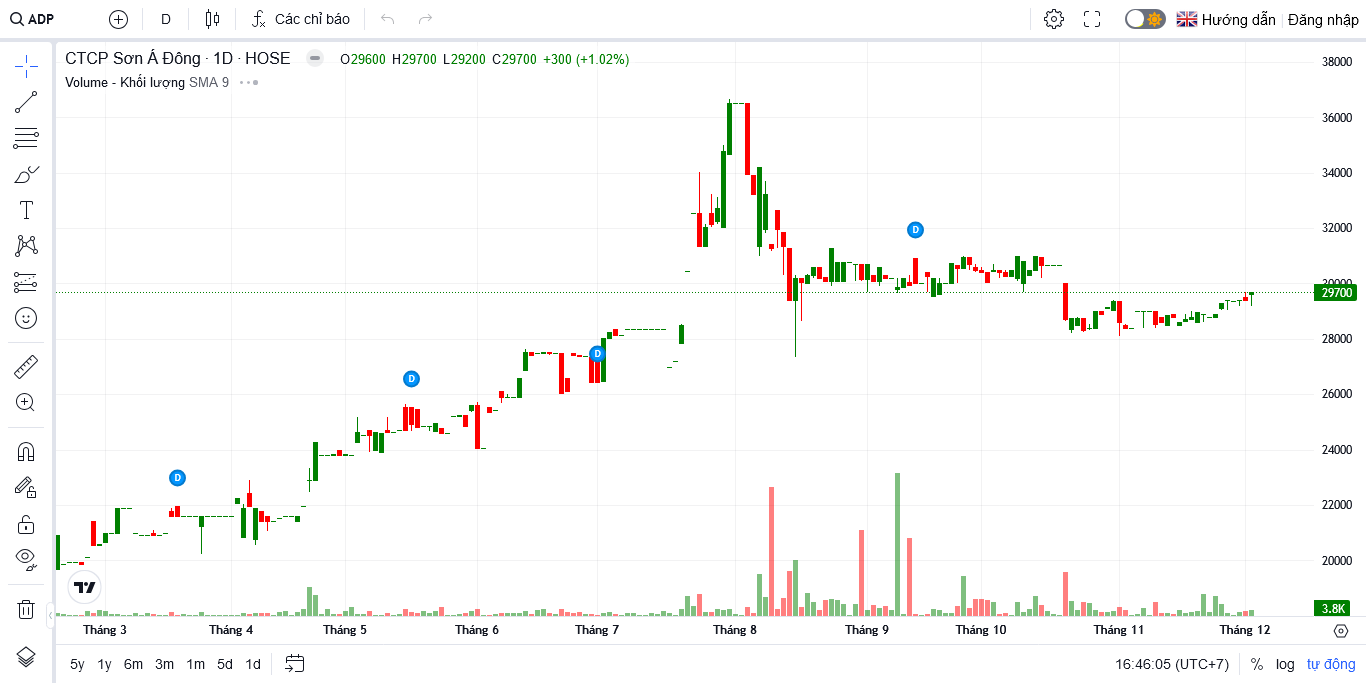 ADP D Các chỉ báo Hướng dẫn Đăng nhập
CTCP Sơn Á Đông · 1D · HOSE O29600 H29700 L29200 C29700 +300 (+1.02%)
Volume - Khối lượng SMA 9
38000
36000
34000
32000
30000
29700
28000
26000
24000
22000
20000
3.8K
D
D
D
D
Tháng 3 Tháng 4 Tháng 5 Tháng 6 Tháng 7 Tháng 8 Tháng 9 Tháng 10 Tháng 11 Tháng 12
5y 1y 6m 3m 1m 5d 1d 16:46:05 (UTC+7) % log tự động